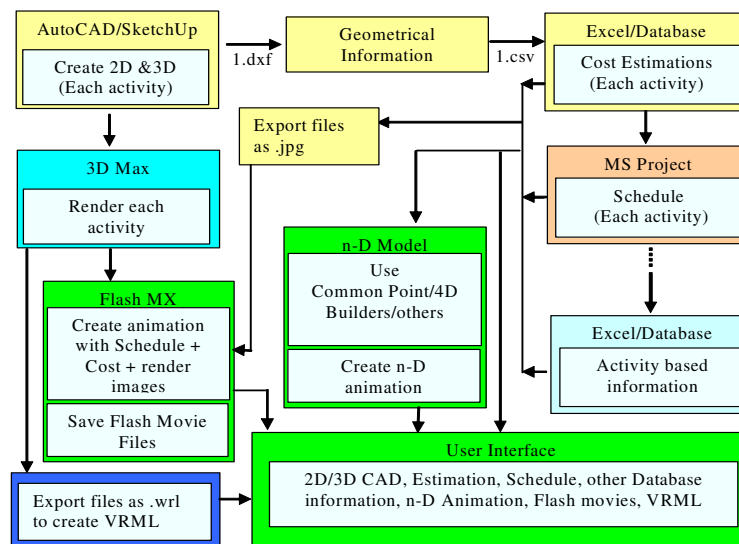 AutoCAD/SketchUp
Create 2D &3D
(Each activity)
1.dxf
Geometrical
Information
1.csv
Excel/Database
Cost Estimations
(Each activity)
Export files
as .jpg
3D Max
Render each
activity
MS Project
Schedule
(Each activity)
n-D Model
Use
Common Point/4D
Builders/others
Create n-D
animation
Flash MX
Create animation
with Schedule +
Cost + render
images
Save Flash Movie
Files
Excel/Database
Activity based
information
User Interface
2D/3D CAD, Estimation, Schedule, other Database
information, n-D Animation, Flash movies, VRML
Export files as .wrl
to create VRML